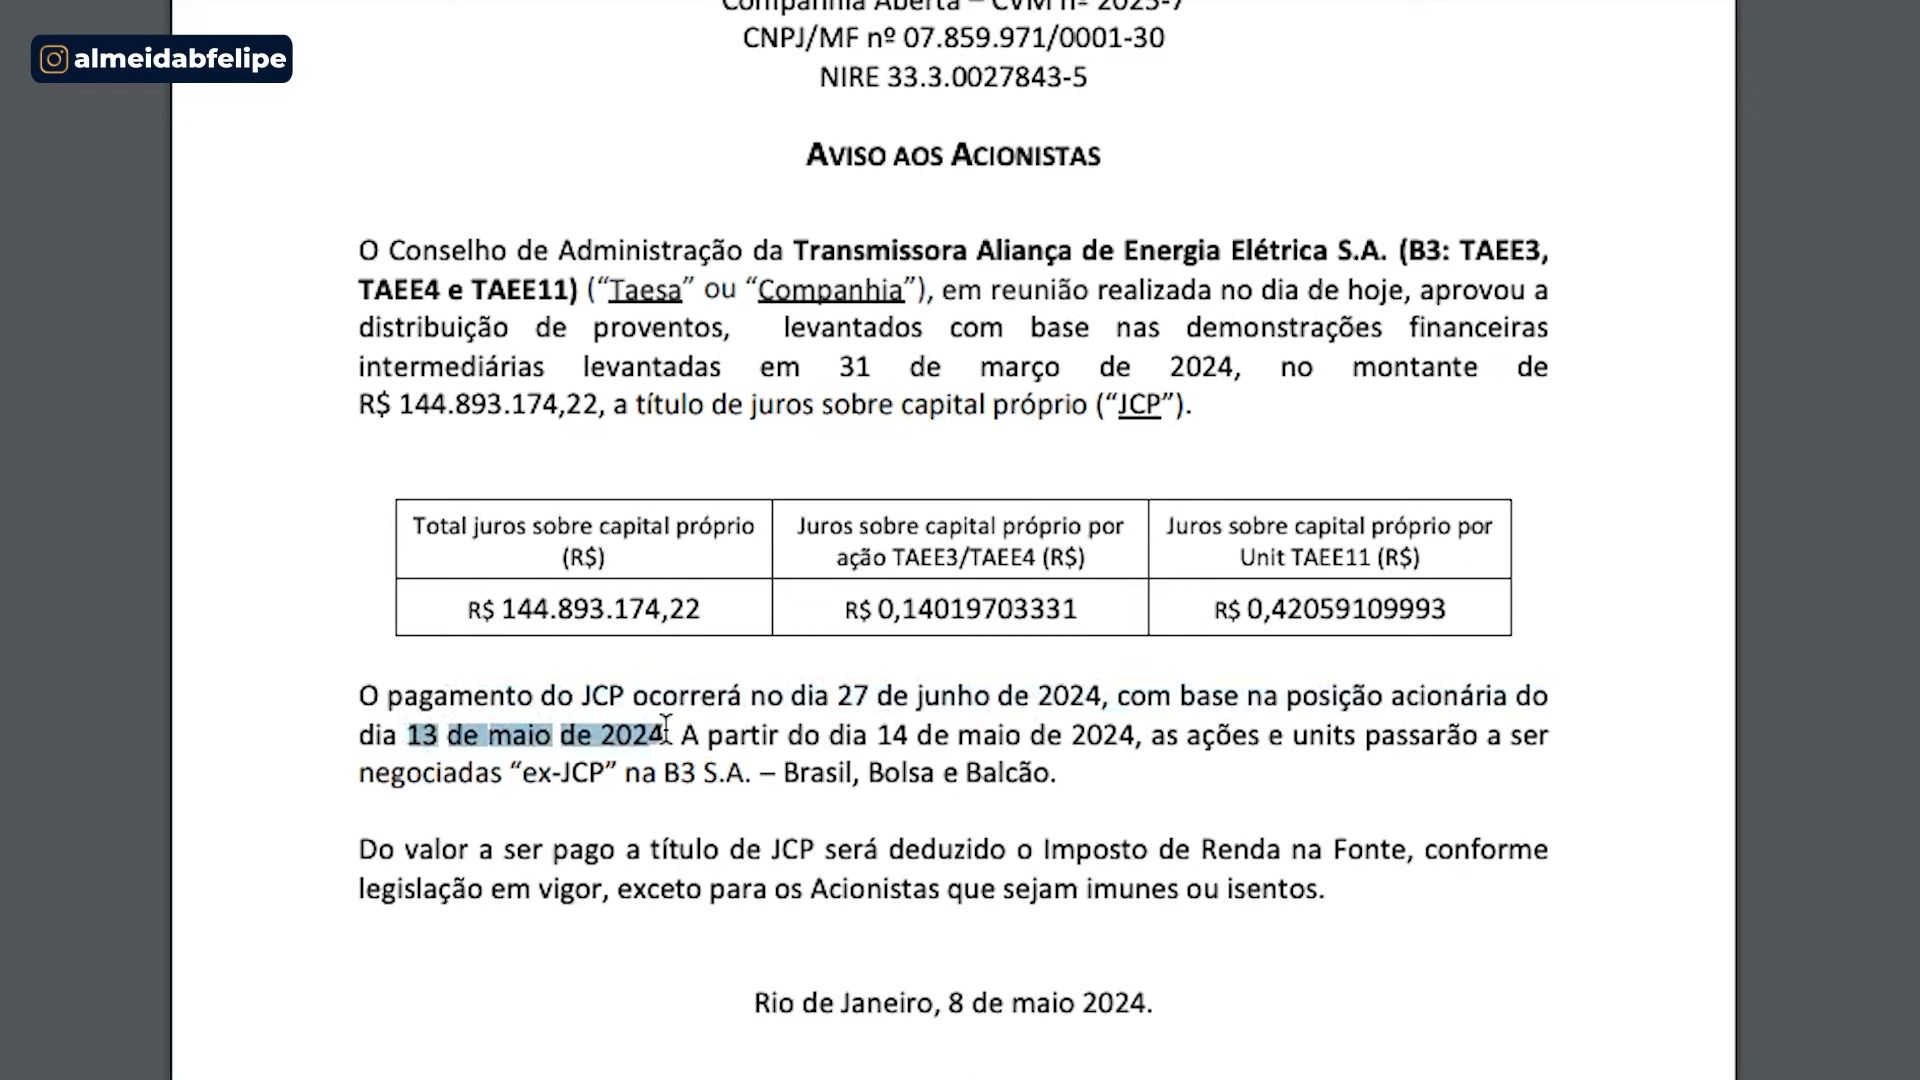 Companhia Aberta – CVM nº 2025-7
almeidabfelipe
CNPJ/MF nº 07.859.971/0001-30
NIRE 33.3.0027843-5
AVISO AOS ACIONISTAS
O Conselho de Administração da Transmissora Aliança de Energia Elétrica S.A. (B3: TAEE3,
TAEE4 e TAEE11) (“Taesa” ou “Companhia”), em reunião realizada no dia de hoje, aprovou a
distribuição de proventos, levantados com base nas demonstrações financeiras
intermediárias levantadas em 31 de março de 2024, no montante de
R$ 144.893.174,22, a título de juros sobre capital próprio (“JCP”).
Total juros sobre capital próprio
(R$)
Juros sobre capital próprio por
ação TAEE3/TAEE4 (R$)
Juros sobre capital próprio por
Unit TAEE11 (R$)
R$ 144.893.174,22
R$ 0,14019703331
R$ 0,42059109993
O pagamento do JCP ocorrerá no dia 27 de junho de 2024, com base na posição acionária do
dia 13 de maio de 2024. A partir do dia 14 de maio de 2024, as ações e units passarão a ser
negociadas “ex-JCP” na B3 S.A. – Brasil, Bolsa e Balcão.
Do valor a ser pago a título de JCP será deduzido o Imposto de Renda na Fonte, conforme
legislação em vigor, exceto para os Acionistas que sejam imunes ou isentos.
Rio de Janeiro, 8 de maio 2024.